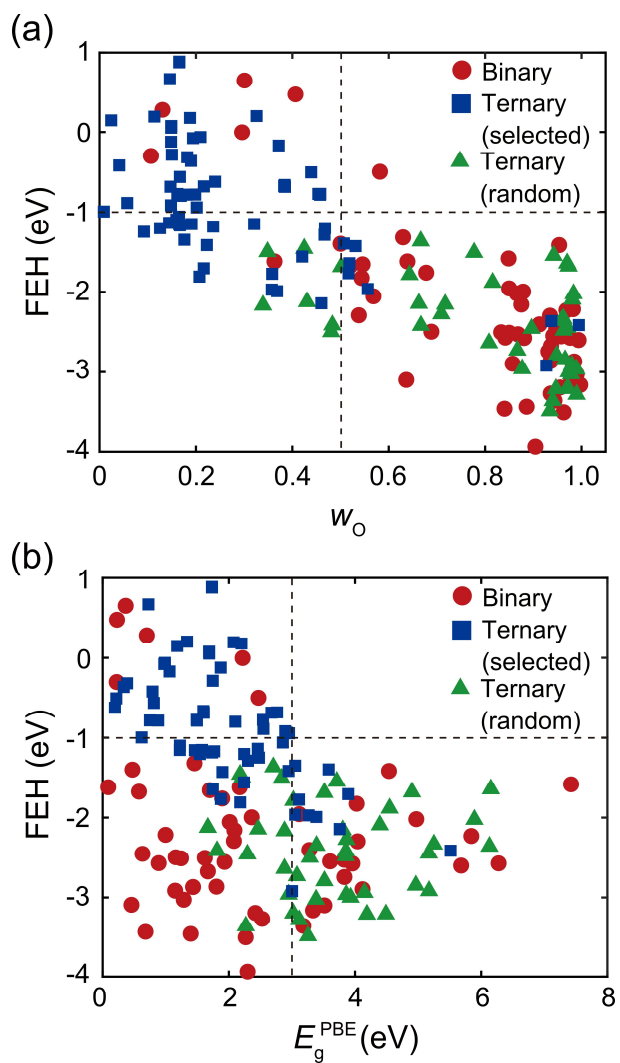 (a)
1
0
-1
-2
-3
-4
FEH (eV)
Binary
Ternary
(selected)
Ternary
(random)
0
0.2
0.4
0.6
0.8
1.0
wO
(b)
1
0
-1
-2
-3
-4
FEH (eV)
Binary
Ternary
(selected)
Ternary
(random)
0
2
4
6
8
EgPBE (eV)